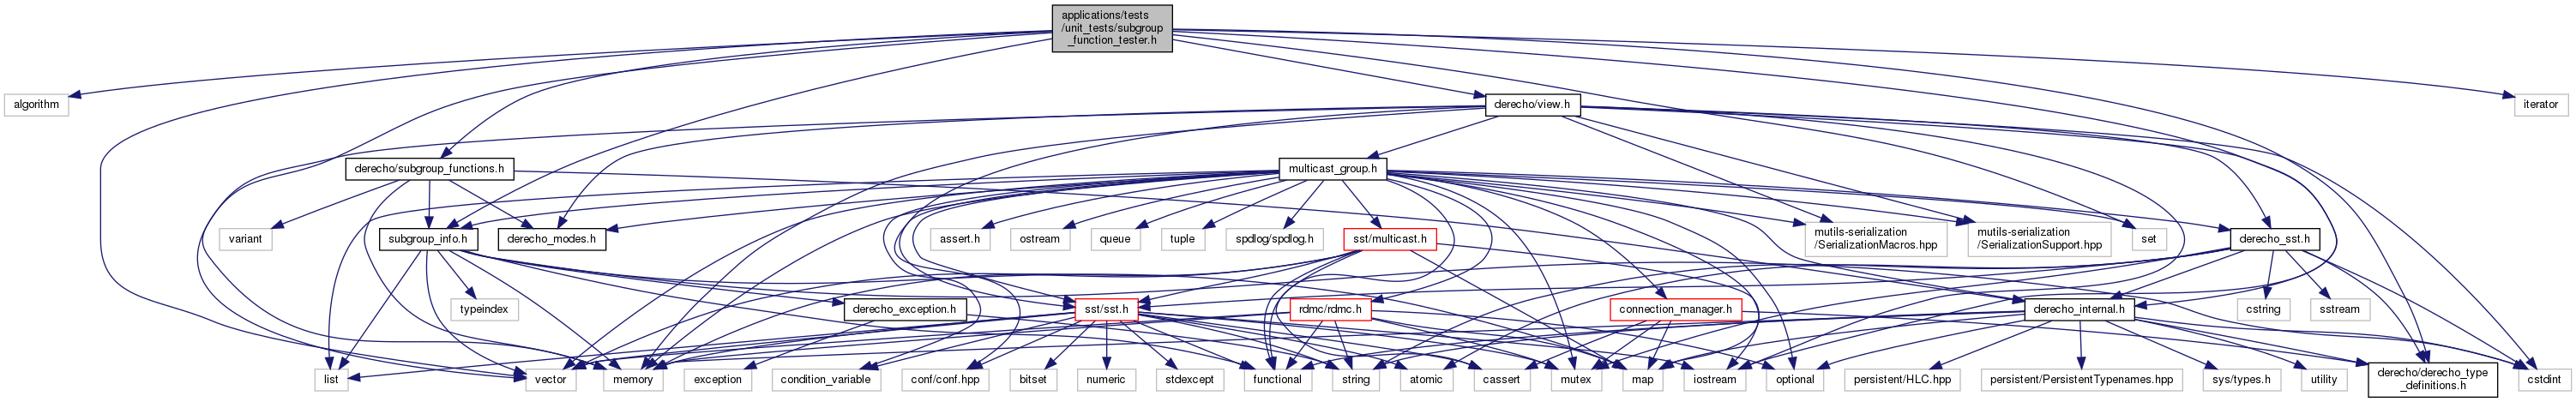 applications/tests
/unit_tests/subgroup
_function_tester.h
algorithm
derecho/view.h
iterator
derecho/subgroup_functions.h
multicast_group.h
variant
subgroup_info.h
derecho_modes.h
assert.h
ostream
queue
tuple
spdlog/spdlog.h
sst/multicast.h
mutils-serialization
/SerializationMacros.hpp
mutils-serialization
/SerializationSupport.hpp
set
derecho_sst.h
typeindex
derecho_exception.h
sst/sst.h
rdmc/rdmc.h
connection_manager.h
derecho_internal.h
cstring
sstream
list
vector
memory
exception
condition_variable
conf/conf.hpp
bitset
numeric
stdexcept
functional
string
atomic
cassert
mutex
map
iostream
optional
persistent/HLC.hpp
persistent/PersistentTypenames.hpp
sys/types.h
utility
derecho/derecho_type
_definitions.h
cstdint